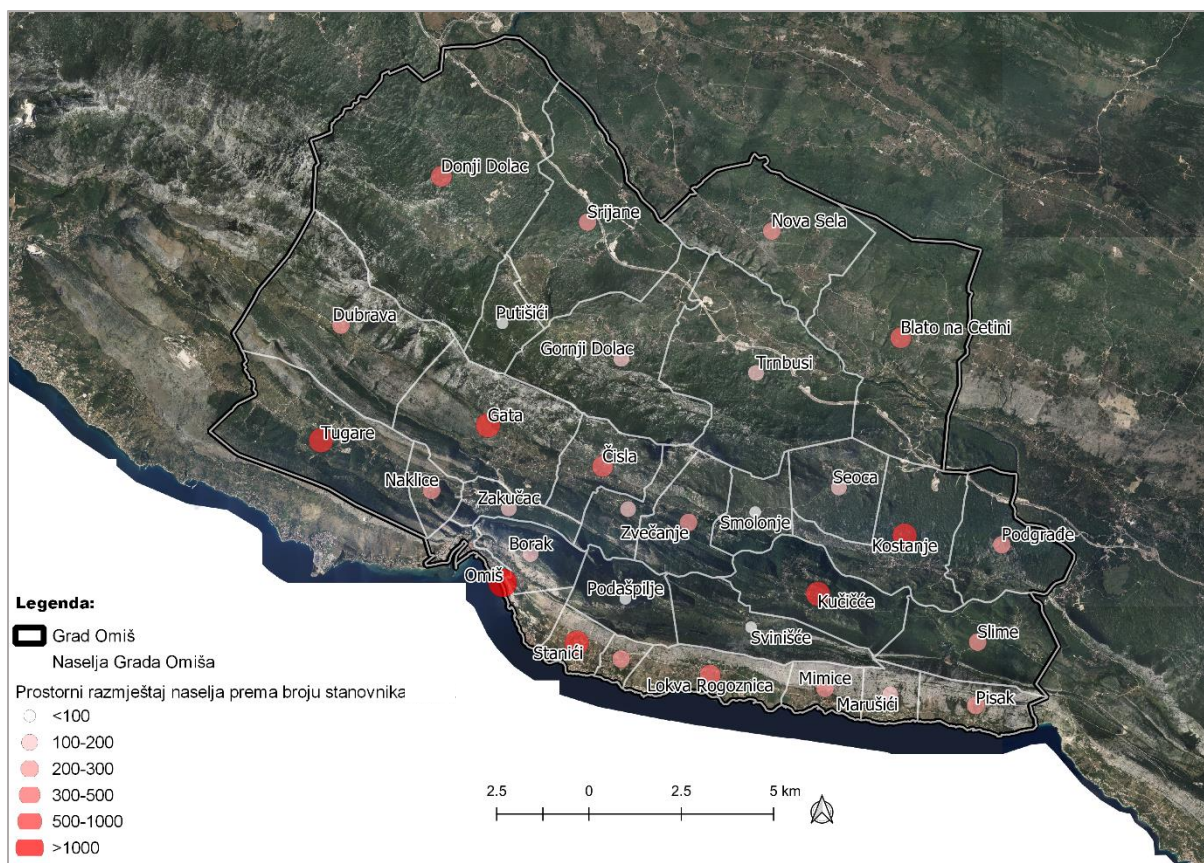 Donji Dolac
Srijane
Nova Sela
Putišići
Dubrava
Blato na Cetini
Gornji Dolac
Trnbusi
Gata
Tugare
Čisla
Naklice
Seoca
Zakučac
Zvečanje
Smolonje
Kostanje
Podgrađe
Borak
Omiš
Podašpilje
Kučićće
Svinišće
Slime
Stanići
Lokva Rogoznica
Mimice
Marušići
Pisak
Legenda:
Grad Omiš
Naselja Grada Omiša
Prostorni razmještaj naselja prema broju stanovnika
<100
100-200
200-300
300-500
500-1000
>1000
2.5 0 2.5 5 km